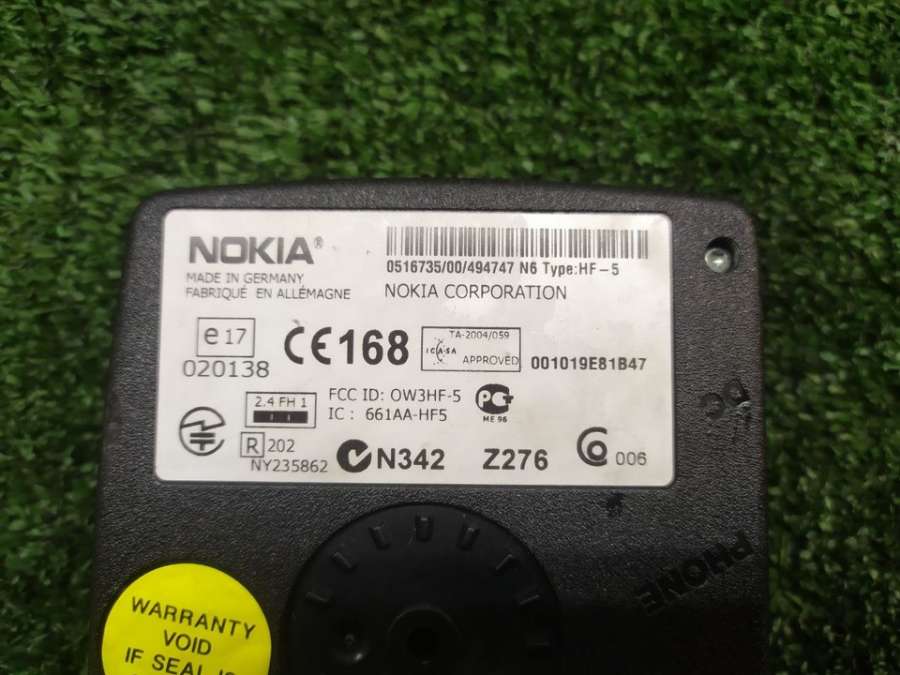 NOKIA®
MADE IN GERMANY
FABRIQUÉ EN ALLÉMAGNE
0516735/00/494747 N6 Type:HF-5
NOKIA CORPORATION
e 17
020138
CE168
TA-2004/059
ICASA
APPROVED
001019E81B47
2.4 FH 1
FCC ID: OW3HF-5
IC : 661AA-HF5
ME 96
R 202
NY235862
N342
Z276
006
DC
PHONE
WARRANTY
VOID
IF SEAL IS